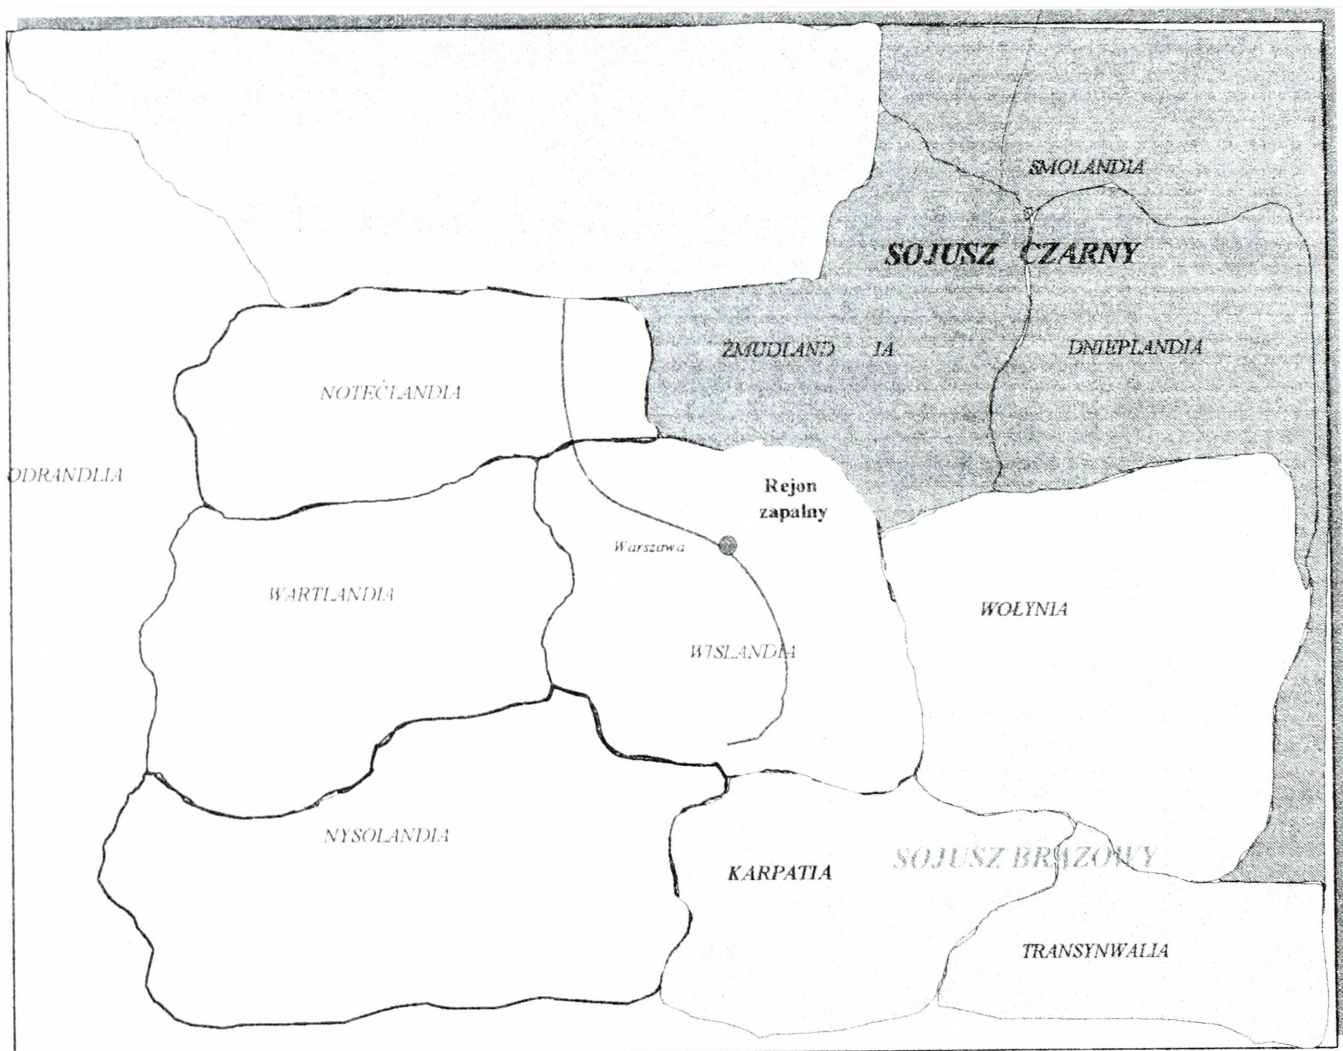 SMOLANDIA
SOJUSZ CZARNY
ŻMUDLAND IA
DNIEPLANDIA
NOTEĆLANDIA
ODRANDLIA
Rejon
zapalny
Warszawa
WARTLANDIA
WOŁYNIA
WISLANDIA
NYSOLANDIA
SOJUSZ BRĄZOWY
KARPATIA
TRANSYNWALIA